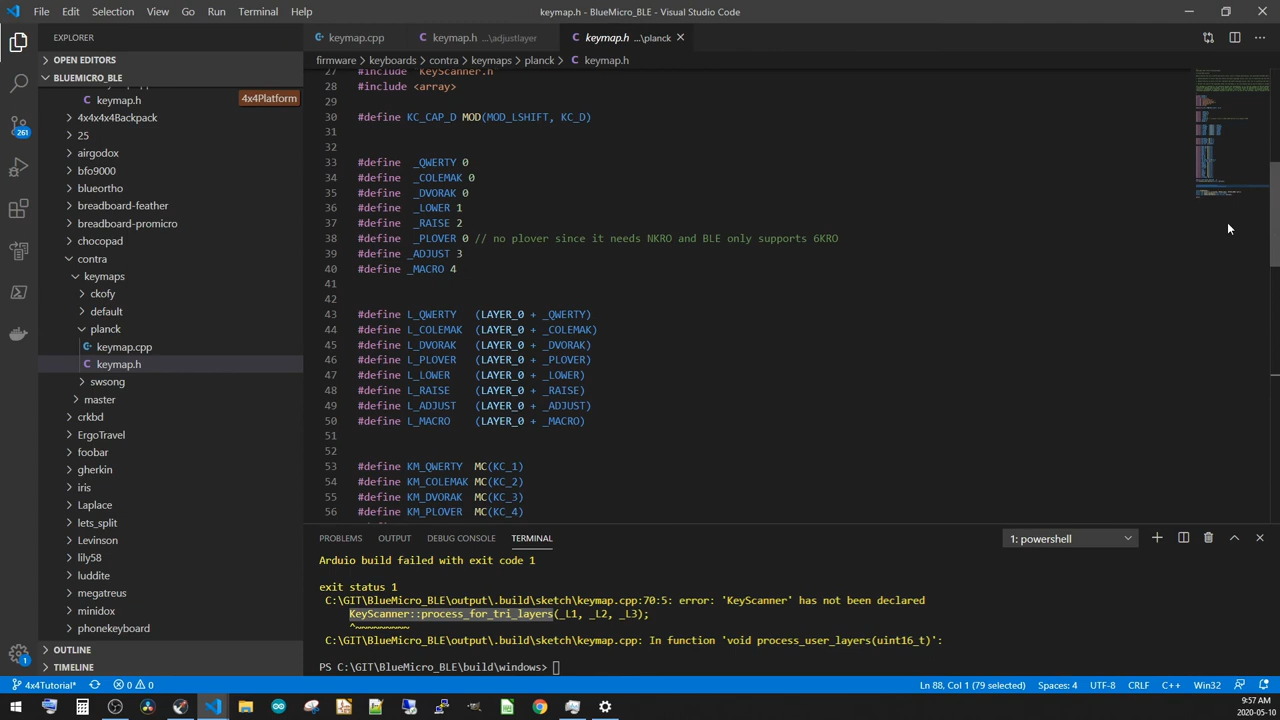 File Edit Selection View Go Run Terminal Help
keymap.h - BlueMicro_BLE - Visual Studio Code
EXPLORER
OPEN EDITORS
BLUEMICRO_BLE
keymap.h
4x4Platform
4x4x4x4Backpack
25
airgodox
bfo9000
blueortho
breadboard-feather
breadboard-promicro
chocopad
contra
keymaps
ckofy
default
planck
keymap.cpp
keymap.h
swsong
master
crkbd
ErgoTravel
foobar
gherkin
iris
Laplace
lets_split
Levinson
lily58
luddite
megatreus
minidox
phonekeyboard
OUTLINE
TIMELINE
261
1
keymap.cpp
keymap.h ...\adjustlayer
keymap.h ...\planck
firmware > keyboards > contra > keymaps > planck > keymap.h
27 #include "keyScanner.h"
28 #include <array>
29
30 #define KC_CAP_D MOD(MOD_LSHIFT, KC_D)
31
32
33 #define _QWERTY 0
34 #define _COLEMAK 0
35 #define _DVORAK 0
36 #define _LOWER 1
37 #define _RAISE 2
38 #define _PLOVER 0 // no plover since it needs NKRO and BLE only supports 6KRO
39 #define _ADJUST 3
40 #define _MACRO 4
41
42
43 #define L_QWERTY (LAYER_0 + _QWERTY)
44 #define L_COLEMAK (LAYER_0 + _COLEMAK)
45 #define L_DVORAK (LAYER_0 + _DVORAK)
46 #define L_PLOVER (LAYER_0 + _PLOVER)
47 #define L_LOWER (LAYER_0 + _LOWER)
48 #define L_RAISE (LAYER_0 + _RAISE)
49 #define L_ADJUST (LAYER_0 + _ADJUST)
50 #define L_MACRO (LAYER_0 + _MACRO)
51
52
53 #define KM_QWERTY MC(KC_1)
54 #define KM_COLEMAK MC(KC_2)
55 #define KM_DVORAK MC(KC_3)
56 #define KM_PLOVER MC(KC_4)
PROBLEMS OUTPUT DEBUG CONSOLE TERMINAL
1: powershell
Arduio build failed with exit code 1
exit status 1
C:\GIT\BlueMicro_BLE\output\.build\sketch\keymap.cpp:70:5: error: 'KeyScanner' has not been declared
KeyScanner::process_for_tri_layers(_L1, _L2, _L3);
^~~~~~~~~~
C:\GIT\BlueMicro_BLE\output\.build\sketch\keymap.cpp: In function 'void process_user_layers(uint16_t)':
PS C:\GIT\BlueMicro_BLE\build\windows>
4x4Tutorial* 0 0
Ln 88, Col 1 (79 selected) Spaces: 4 UTF-8 CRLF C++ Win32
9:57 AM
2020-05-10